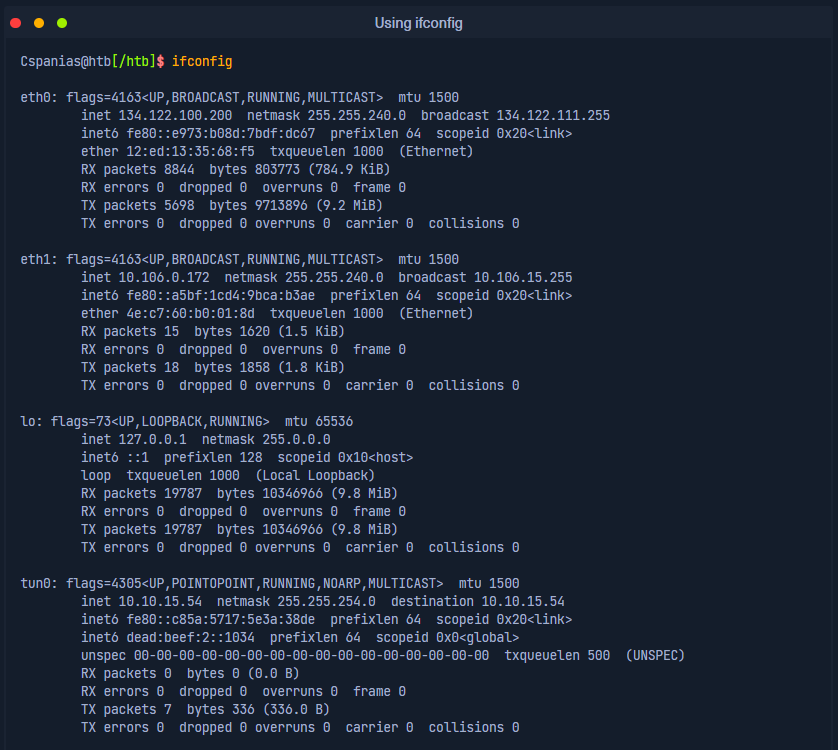 Using ifconfig
Cspanias@htb[/htb]$ ifconfig
eth0: flags=4163<UP,BROADCAST,RUNNING,MULTICAST>  mtu 1500
        inet 134.122.100.200  netmask 255.255.240.0  broadcast 134.122.111.255
        inet6 fe80::e973:b08d:7bdf:dc67  prefixlen 64  scopeid 0x20<link>
        ether 12:ed:13:35:68:f5  txqueuelen 1000  (Ethernet)
        RX packets 8844  bytes 803773 (784.9 KiB)
        RX errors 0  dropped 0  overruns 0  frame 0
        TX packets 5698  bytes 9713896 (9.2 MiB)
        TX errors 0  dropped 0 overruns 0  carrier 0  collisions 0
eth1: flags=4163<UP,BROADCAST,RUNNING,MULTICAST>  mtu 1500
        inet 10.106.0.172  netmask 255.255.240.0  broadcast 10.106.15.255
        inet6 fe80::a5bf:1cd4:9bca:b3ae  prefixlen 64  scopeid 0x20<link>
        ether 4e:c7:60:b0:01:8d  txqueuelen 1000  (Ethernet)
        RX packets 15  bytes 1620 (1.5 KiB)
        RX errors 0  dropped 0  overruns 0  frame 0
        TX packets 18  bytes 1858 (1.8 KiB)
        TX errors 0  dropped 0 overruns 0  carrier 0  collisions 0
lo: flags=73<UP,LOOPBACK,RUNNING>  mtu 65536
        inet 127.0.0.1  netmask 255.0.0.0
        inet6 ::1  prefixlen 128  scopeid 0x10<host>
        loop  txqueuelen 1000  (Local Loopback)
        RX packets 19787  bytes 10346966 (9.8 MiB)
        RX errors 0  dropped 0  overruns 0  frame 0
        TX packets 19787  bytes 10346966 (9.8 MiB)
        TX errors 0  dropped 0 overruns 0  carrier 0  collisions 0
tun0: flags=4305<UP,POINTOPOINT,RUNNING,NOARP,MULTICAST>  mtu 1500
        inet 10.10.15.54  netmask 255.255.254.0  destination 10.10.15.54
        inet6 fe80::c85a:5717:5e3a:38de  prefixlen 64  scopeid 0x20<link>
        inet6 dead:beef:2::1034  prefixlen 64  scopeid 0x0<global>
        unspec 00-00-00-00-00-00-00-00-00-00-00-00-00-00-00-00  txqueuelen 500  (UNSPEC)
        RX packets 0  bytes 0 (0.0 B)
        RX errors 0  dropped 0  overruns 0  frame 0
        TX packets 7  bytes 336 (336.0 B)
        TX errors 0  dropped 0 overruns 0  carrier 0  collisions 0